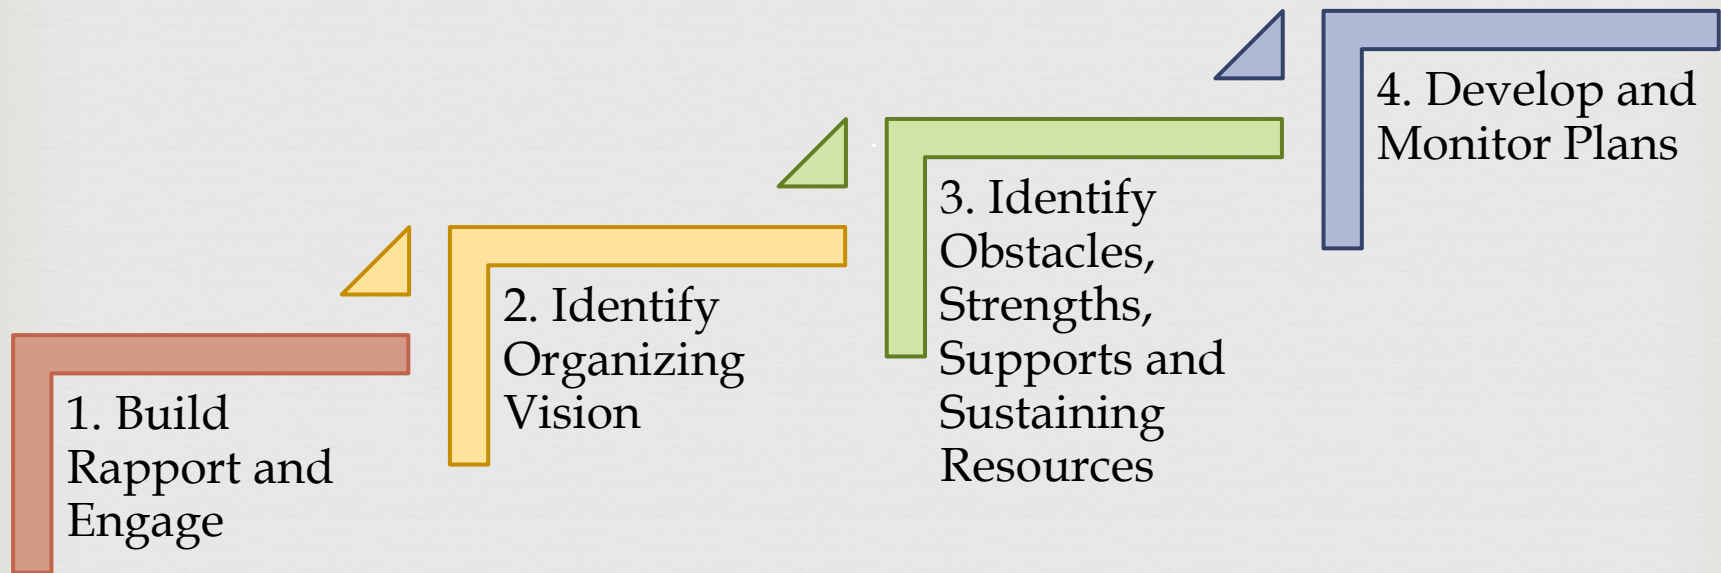 1. Build
Rapport and
Engage
2. Identify
Organizing
Vision
3. Identify
Obstacles,
Strengths,
Supports and
Sustaining
Resources
4. Develop and
Monitor Plans